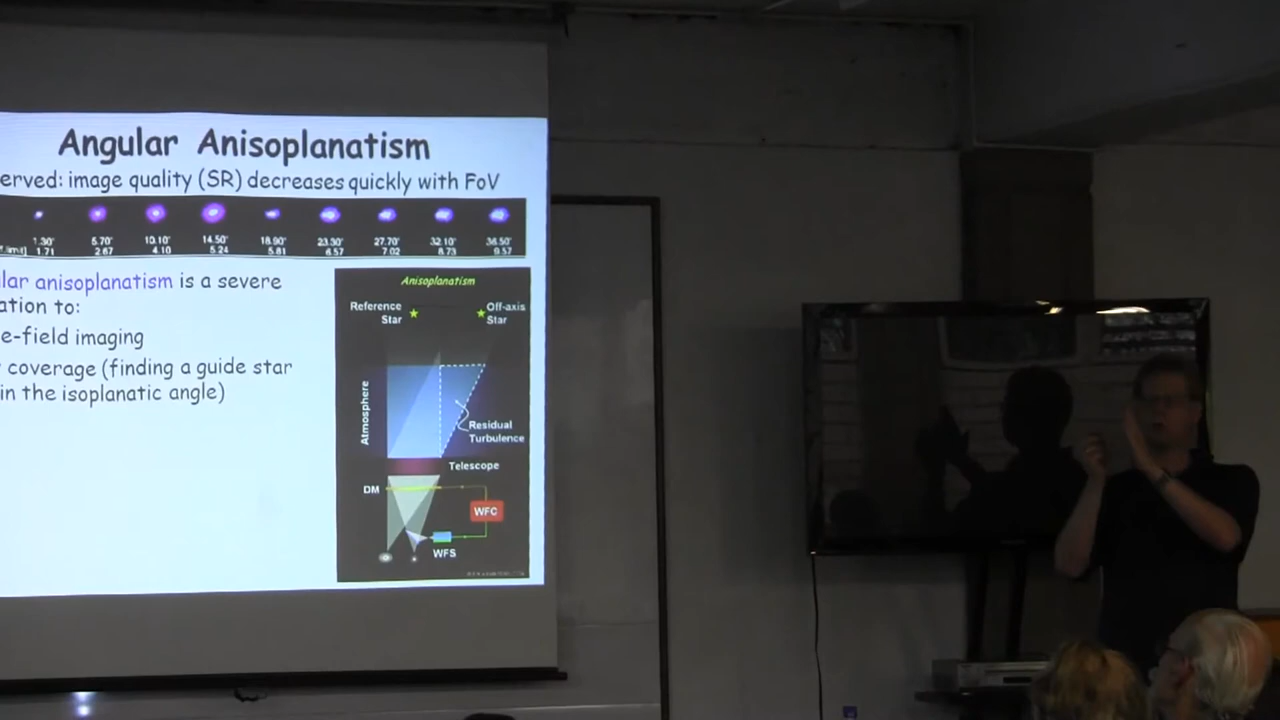 Angular Anisoplanatism
erved: image quality (SR) decreases quickly with FoV
1.30" 5.70" 10.10" 14.50" 18.90" 23.30" 27.70" 32.10" 36.50"
1.71 2.67 4.10 5.24 5.81 6.57 7.02 8.73 9.57
lar anisoplanatism is a severe
ation to:
e-field imaging
coverage (finding a guide star
in the isoplanatic angle)
Anisoplanatism
Reference Star
Off-axis Star
Atmosphere
Residual Turbulence
Telescope
DM
WFC
WFS